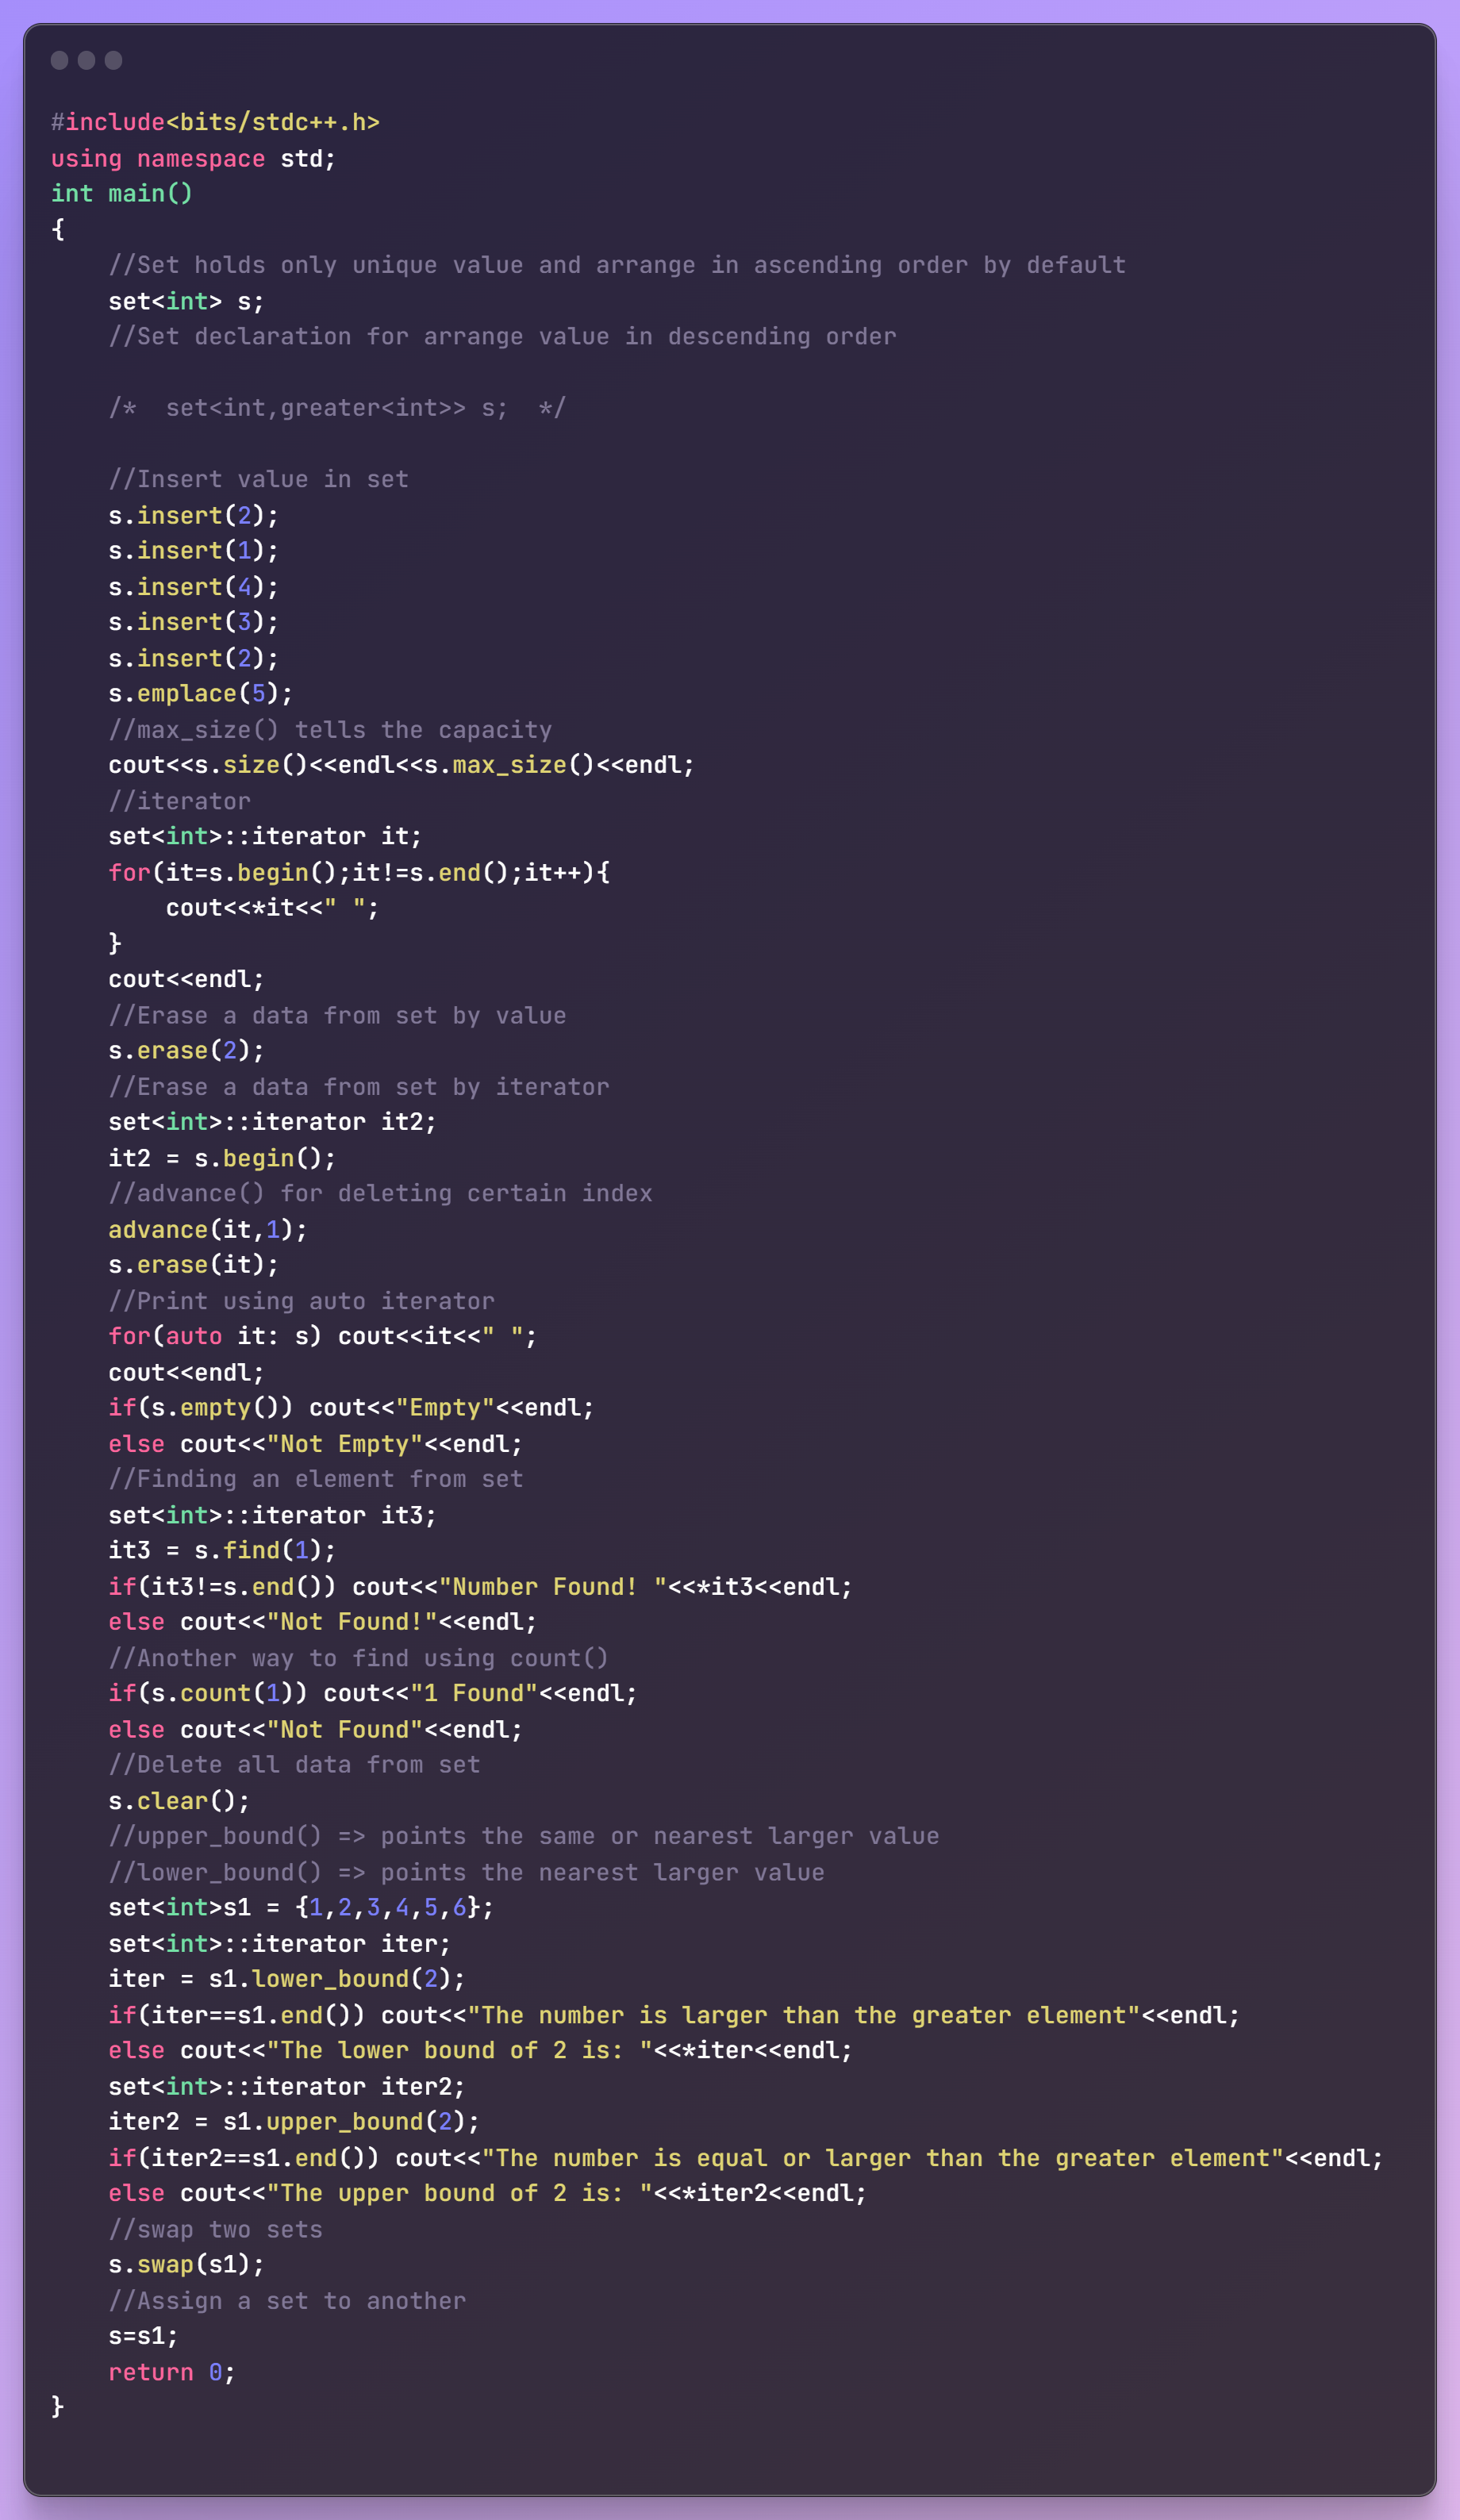 #include<bits/stdc++.h>
using namespace std;
int main()
{
    //Set holds only unique value and arrange in ascending order by default
    set<int> s;
    //Set declaration for arrange value in descending order

    /*  set<int,greater<int>> s;  */

    //Insert value in set
    s.insert(2);
    s.insert(1);
    s.insert(4);
    s.insert(3);
    s.insert(2);
    s.emplace(5);
    //max_size() tells the capacity
    cout<<s.size()<<endl<<s.max_size()<<endl;
    //iterator
    set<int>::iterator it;
    for(it=s.begin();it!=s.end();it++){
        cout<<*it<<" ";
    }
    cout<<endl;
    //Erase a data from set by value
    s.erase(2);
    //Erase a data from set by iterator
    set<int>::iterator it2;
    it2 = s.begin();
    //advance() for deleting certain index
    advance(it,1);
    s.erase(it);
    //Print using auto iterator
    for(auto it: s) cout<<it<<" ";
    cout<<endl;
    if(s.empty()) cout<<"Empty"<<endl;
    else cout<<"Not Empty"<<endl;
    //Finding an element from set
    set<int>::iterator it3;
    it3 = s.find(1);
    if(it3!=s.end()) cout<<"Number Found! "<<*it3<<endl;
    else cout<<"Not Found!"<<endl;
    //Another way to find using count()
    if(s.count(1)) cout<<"1 Found"<<endl;
    else cout<<"Not Found"<<endl;
    //Delete all data from set
    s.clear();
    //upper_bound() => points the same or nearest larger value
    //lower_bound() => points the nearest larger value
    set<int>s1 = {1,2,3,4,5,6};
    set<int>::iterator iter;
    iter = s1.lower_bound(2);
    if(iter==s1.end()) cout<<"The number is larger than the greater element"<<endl;
    else cout<<"The lower bound of 2 is: "<<*iter<<endl;
    set<int>::iterator iter2;
    iter2 = s1.upper_bound(2);
    if(iter2==s1.end()) cout<<"The number is equal or larger than the greater element"<<endl;
    else cout<<"The upper bound of 2 is: "<<*iter2<<endl;
    //swap two sets
    s.swap(s1);
    //Assign a set to another
    s=s1;
    return 0;
}